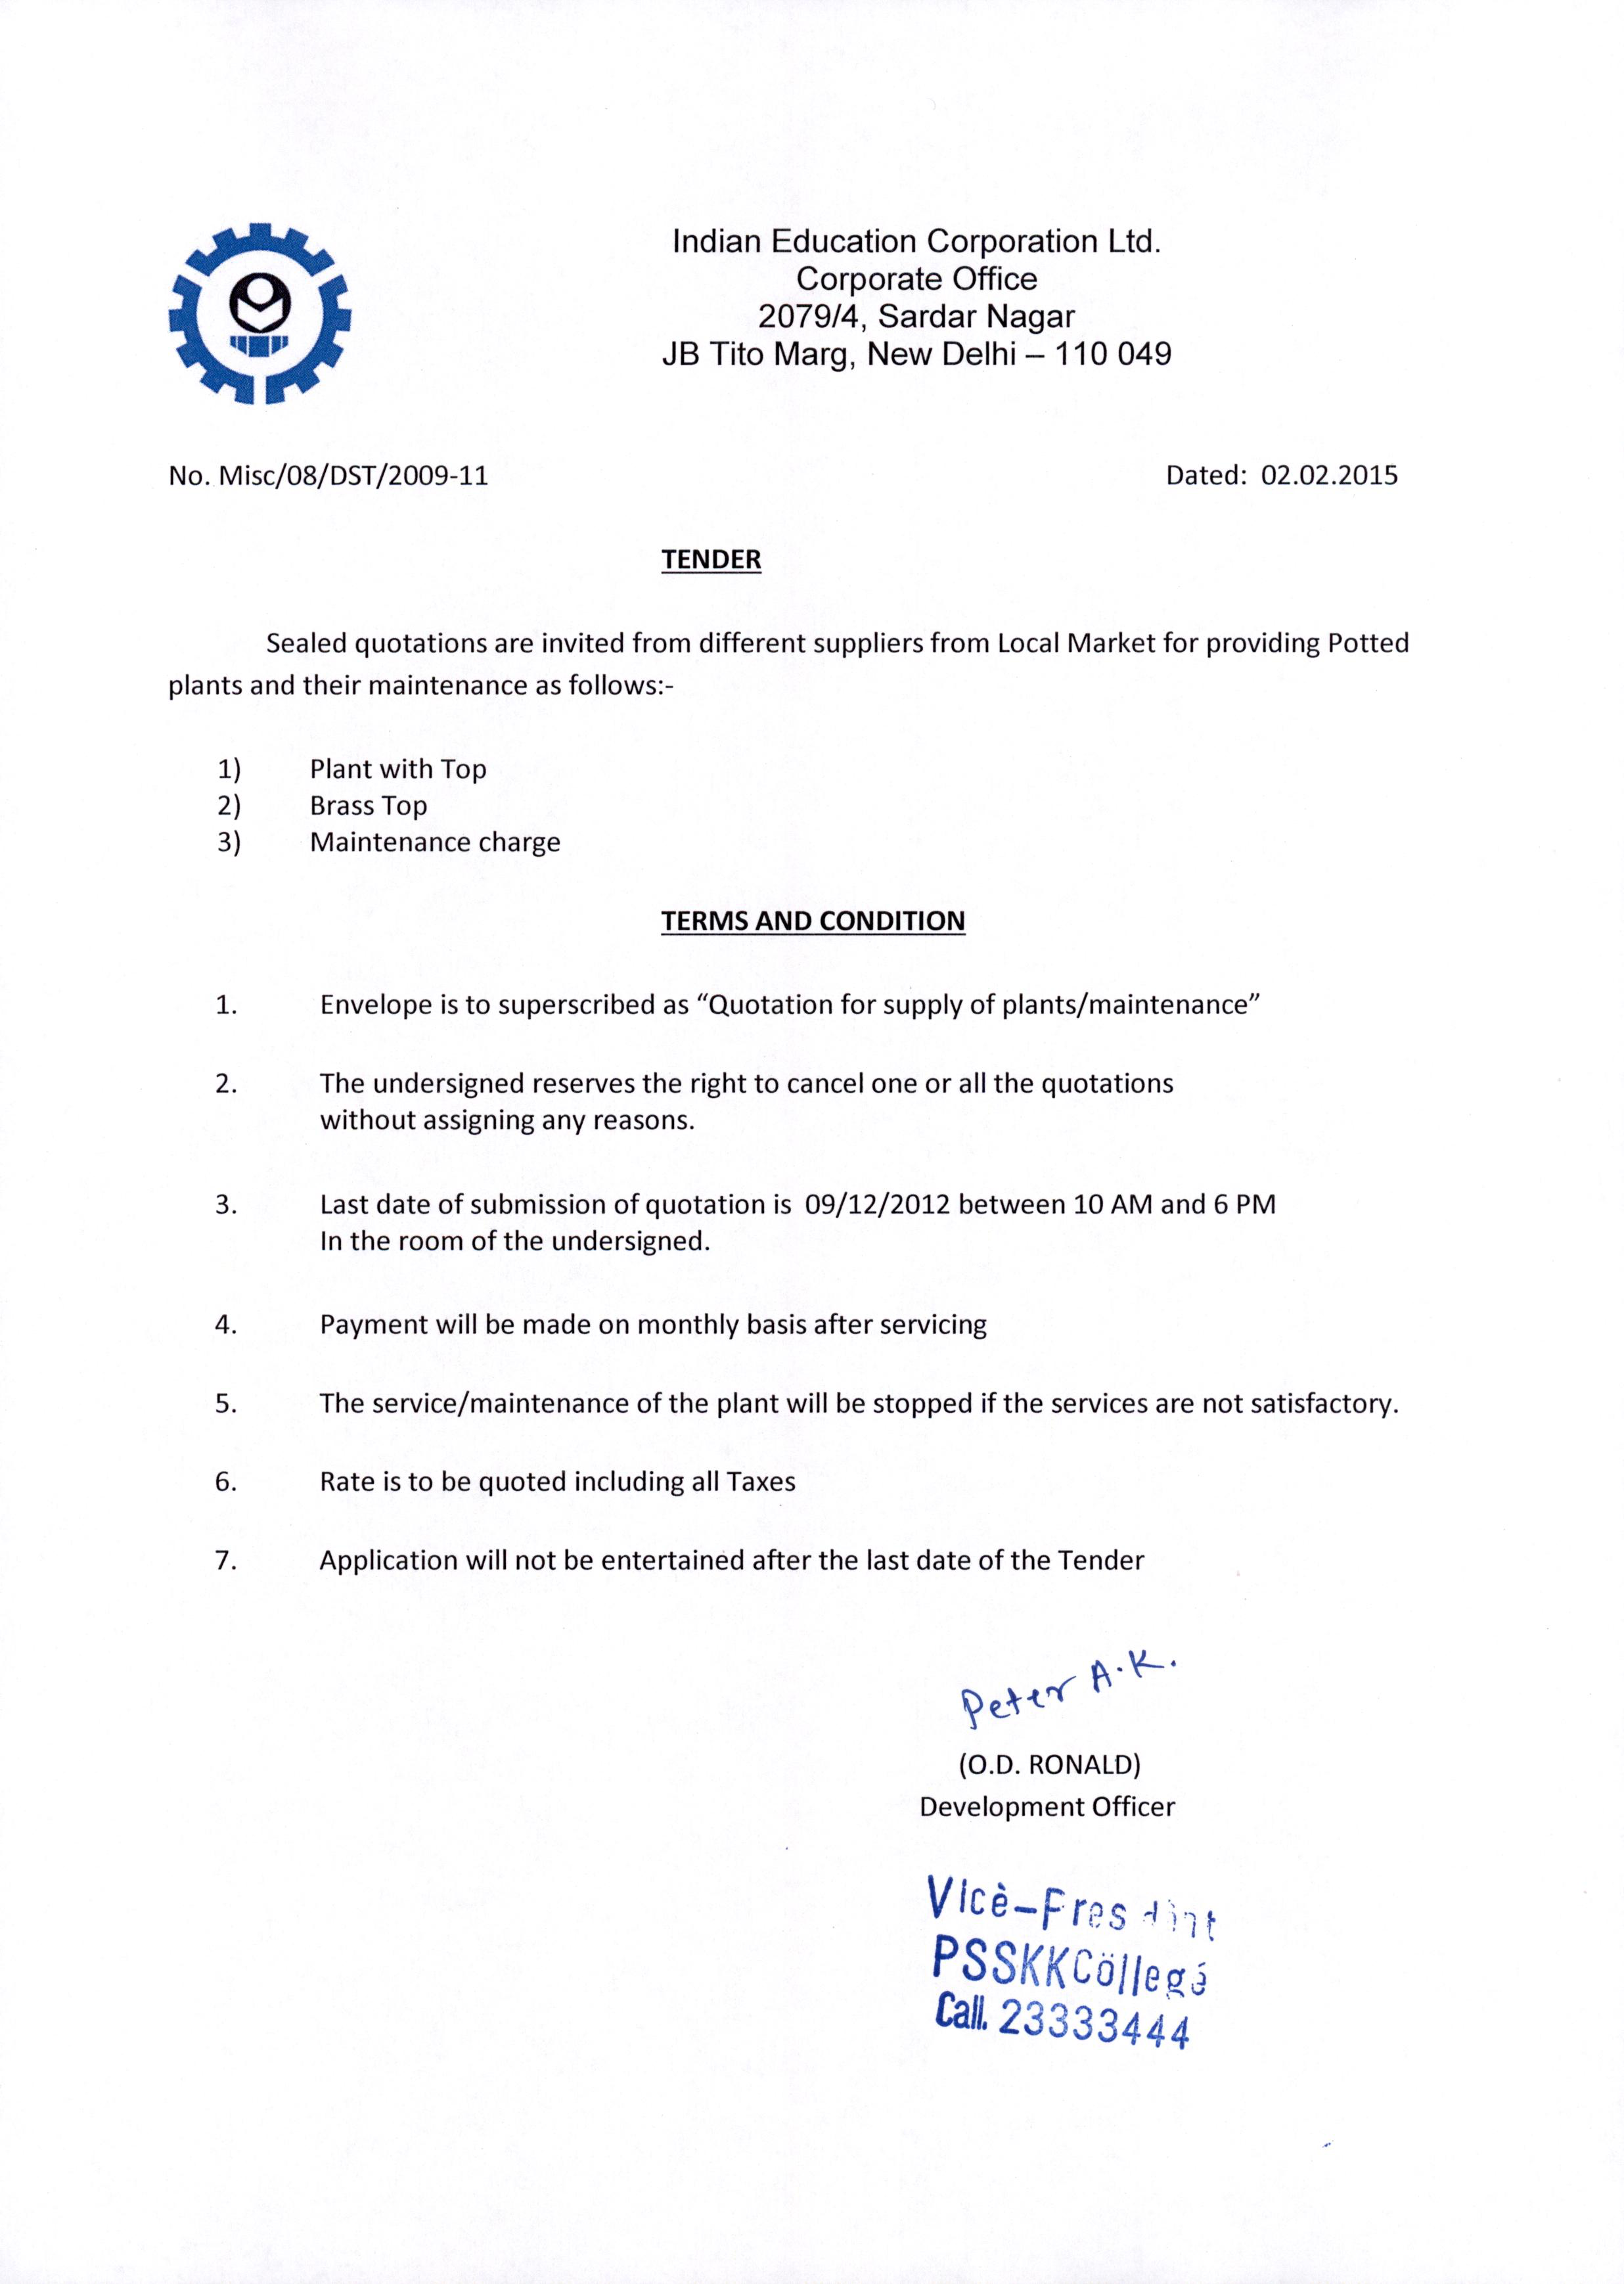 Indian Education Corporation Ltd.
Corporate Office
2079/4, Sardar Nagar
JB Tito Marg, New Delhi – 110 049
No. Misc/08/DST/2009-11 Dated: 02.02.2015
TENDER
Sealed quotations are invited from different suppliers from Local Market for providing Potted
plants and their maintenance as follows:-
1) Plant with Top
2) Brass Top
3) Maintenance charge
TERMS AND CONDITION
1. Envelope is to superscribed as “Quotation for supply of plants/maintenance”
2. The undersigned reserves the right to cancel one or all the quotations
without assigning any reasons.
3. Last date of submission of quotation is 09/12/2012 between 10 AM and 6 PM
In the room of the undersigned.
4. Payment will be made on monthly basis after servicing
5. The service/maintenance of the plant will be stopped if the services are not satisfactory.
6. Rate is to be quoted including all Taxes
7. Application will not be entertained after the last date of the Tender
Peter A.K.
(O.D. RONALD)
Development Officer
PSSKKCöllegé
Call. 23333444